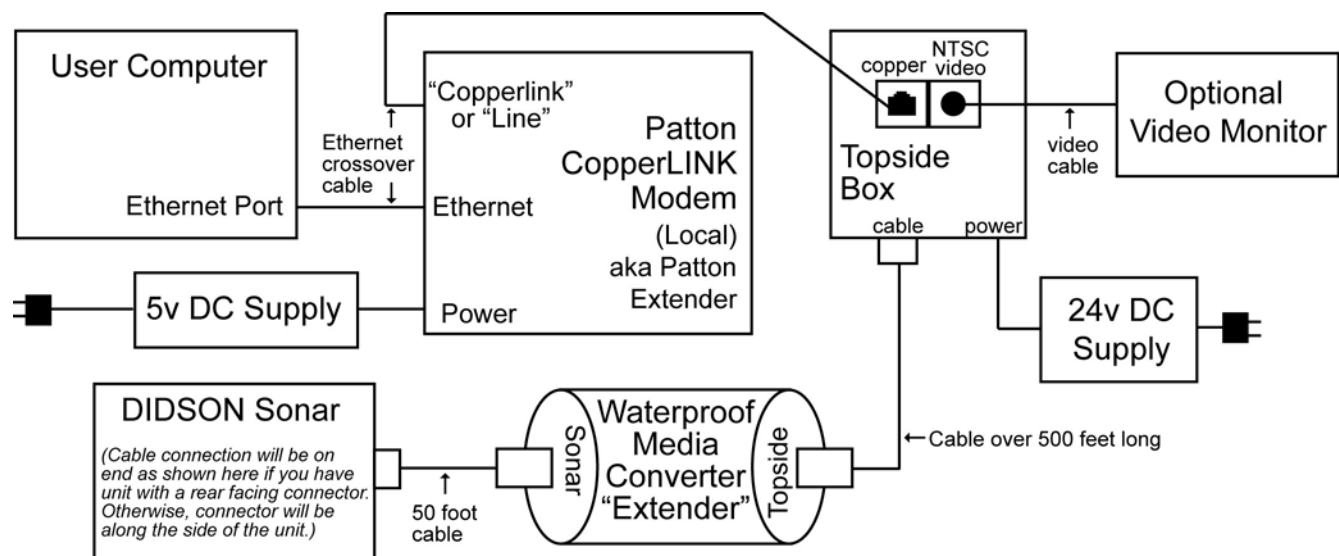 User Computer
Ethernet Port
"Copperlink"
or "Line"
Ethernet
crossover
cable
Patton
CopperLINK
Modem
(Local)
aka Patton
Extender
Ethernet
Power
5v DC Supply
copper
NTSC
video
Topside
Box
cable
power
video
cable
Optional
Video Monitor
24v DC
Supply
DIDSON Sonar
(Cable connection will be on
end as shown here if you have
unit with a rear facing connector.
Otherwise, connector will be
along the side of the unit.)
50 foot
cable
Sonar
Waterproof
Media
Converter
"Extender"
Topside
Cable over 500 feet long